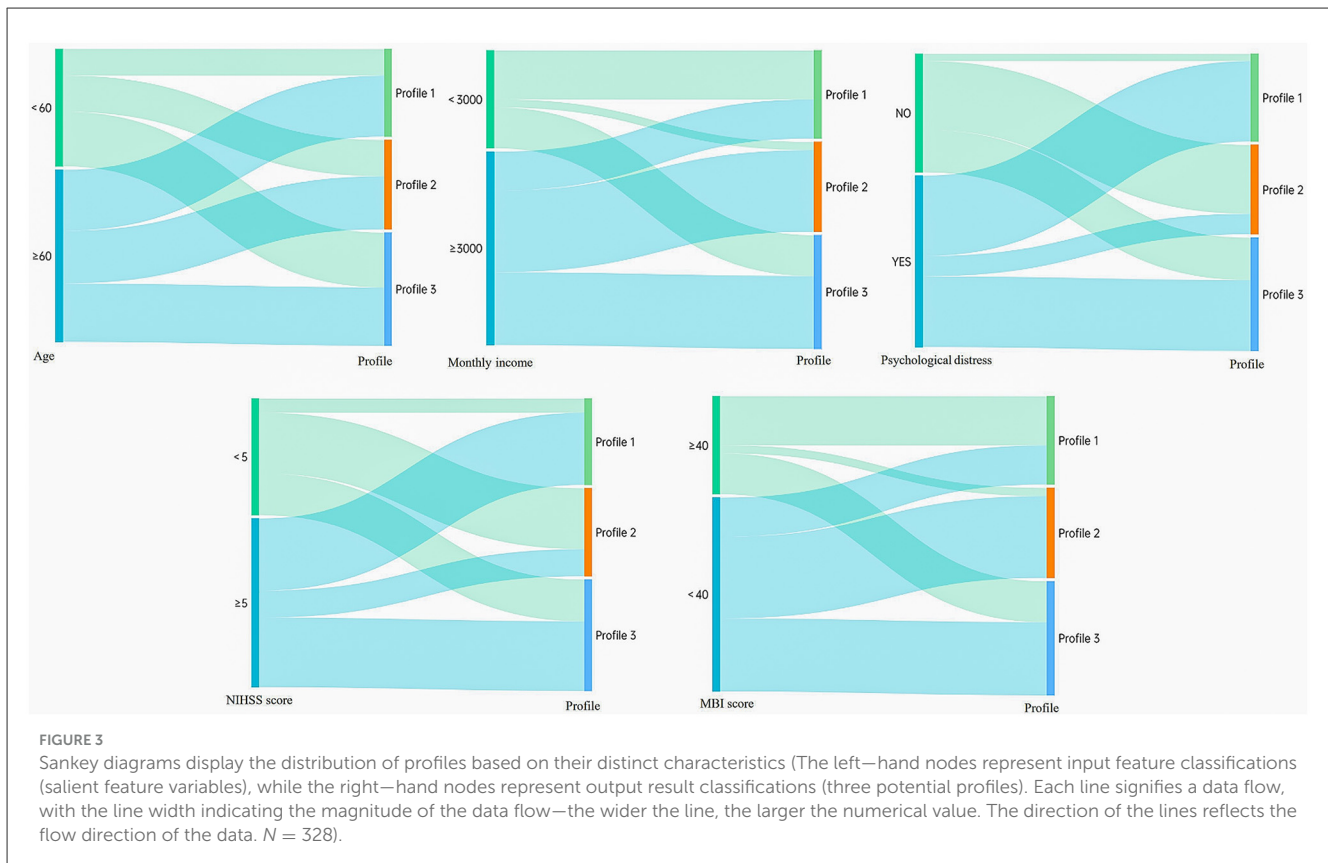 <60
≥60
Age
Profile 1
Profile 2
Profile 3
Profile
<3000
≥3000
Monthly income
Profile 1
Profile 2
Profile 3
Profile
NO
YES
Psychological distress
Profile 1
Profile 2
Profile 3
Profile
<5
≥5
NIHSS score
Profile 1
Profile 2
Profile 3
Profile
≥40
<40
MBI score
Profile 1
Profile 2
Profile 3
Profile
FIGURE 3
Sankey diagrams display the distribution of profiles based on their distinct characteristics (The left—hand nodes represent input feature classifications
(salient feature variables), while the right—hand nodes represent output result classifications (three potential profiles). Each line signifies a data flow,
with the line width indicating the magnitude of the data flow—the wider the line, the larger the numerical value. The direction of the lines reflects the
flow direction of the data. N = 328).